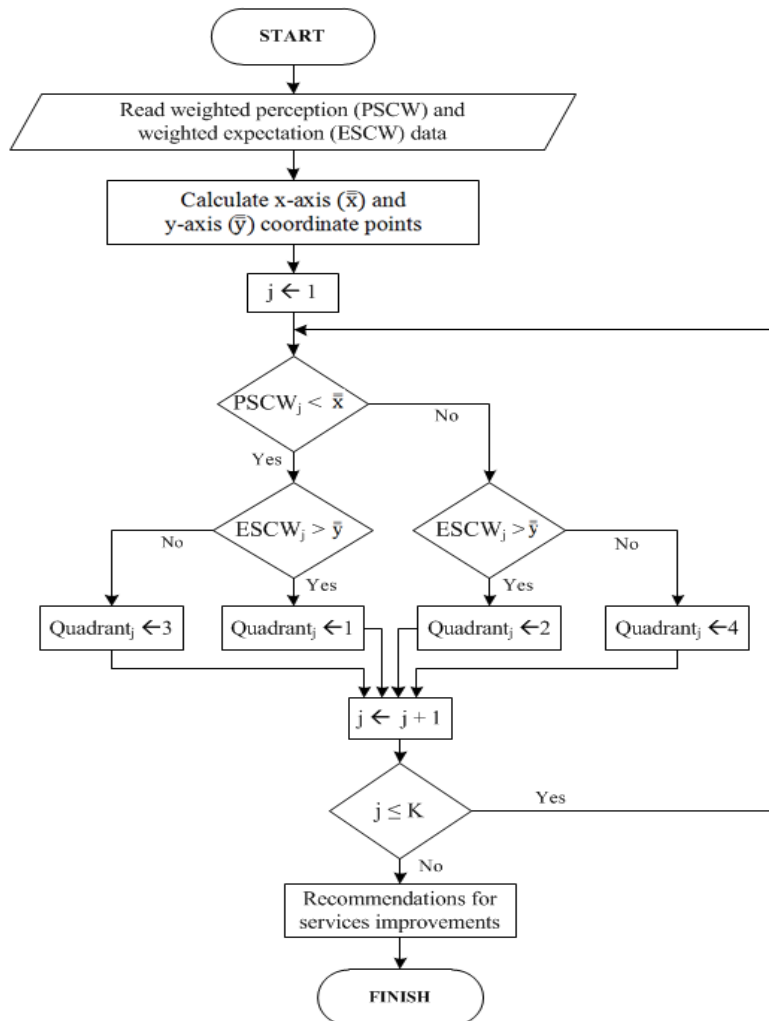 START
Read weighted perception (PSCW) and
weighted expectation (ESCW) data
Calculate x-axis (x̿) and
y-axis (y̿) coordinate points
j ← 1
PSCWj < x̿
No
Yes
ESCWj > y̿
ESCWj > y̿
No
No
Yes
Yes
Quadrantj ←3
Quadrantj ←1
Quadrantj ←2
Quadrantj ←4
j ← j + 1
j ≤ K
Yes
No
Recommendations for
services improvements
FINISH